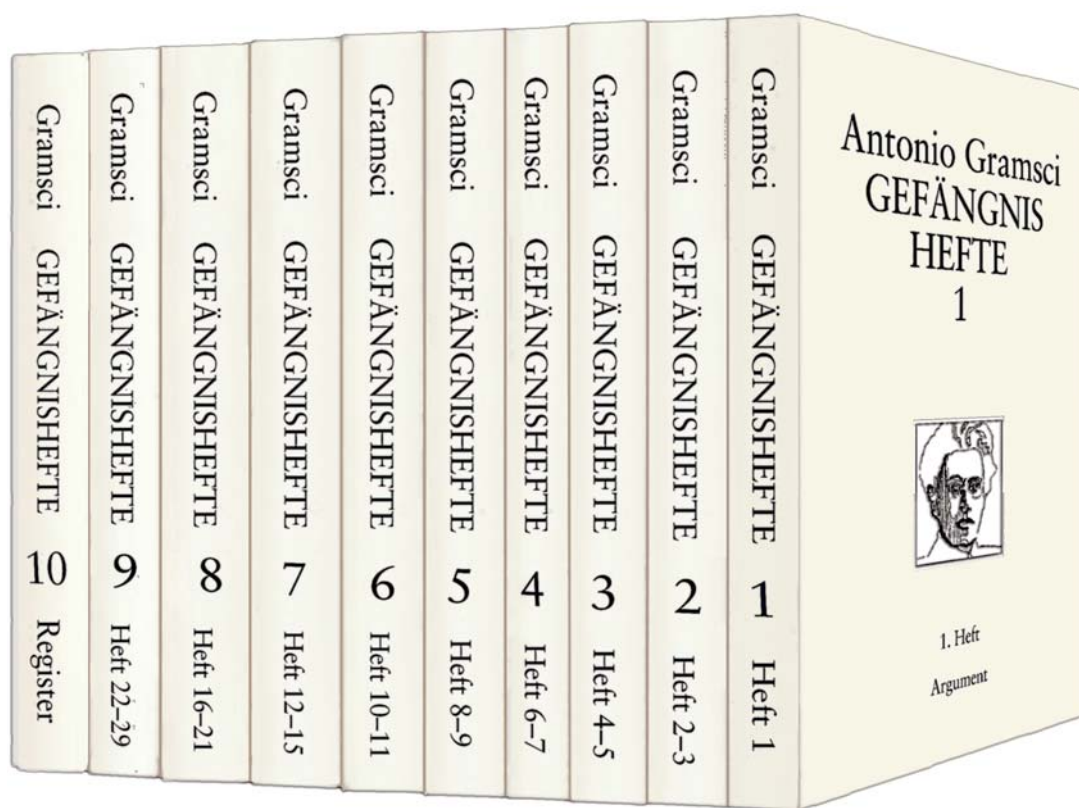 Gramsci GEFÄNGNISHEFTE 10 Register
Gramsci GEFÄNGNISHEFTE 9 Heft 22–29
Gramsci GEFÄNGNISHEFTE 8 Heft 16–21
Gramsci GEFÄNGNISHEFTE 7 Heft 12–15
Gramsci GEFÄNGNISHEFTE 6 Heft 10–11
Gramsci GEFÄNGNISHEFTE 5 Heft 8–9
Gramsci GEFÄNGNISHEFTE 4 Heft 6–7
Gramsci GEFÄNGNISHEFTE 3 Heft 4–5
Gramsci GEFÄNGNISHEFTE 2 Heft 2–3
Gramsci GEFÄNGNISHEFTE 1 Heft 1
Antonio Gramsci
GEFÄNGNIS
HEFTE
1
1. Heft
Argument